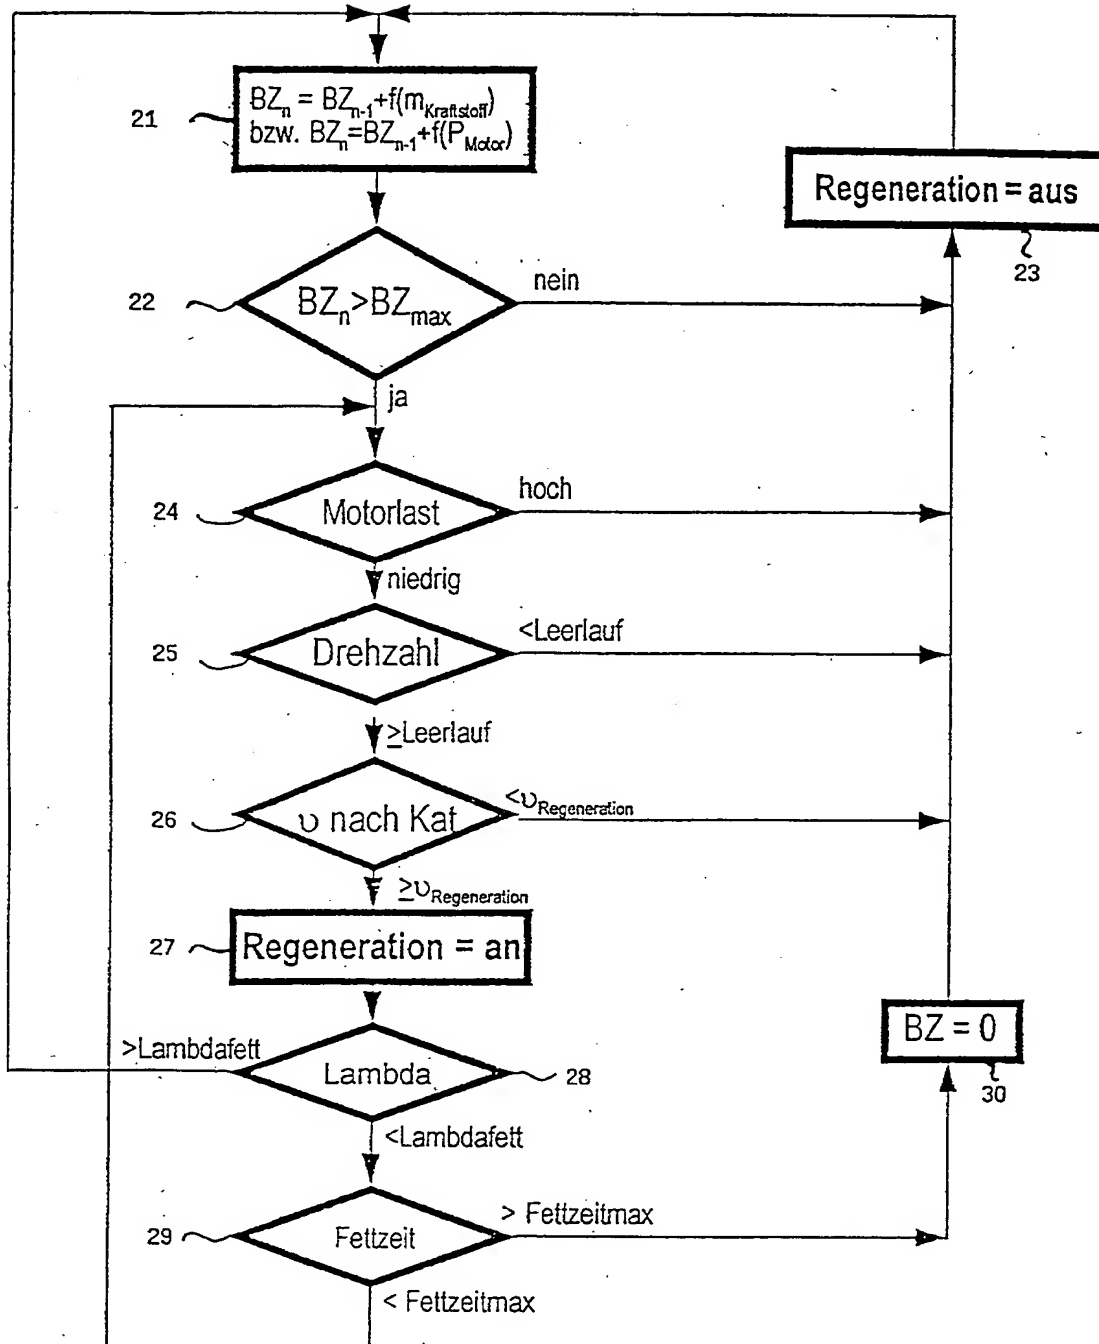 21
BZn = BZn-1+f(mKraftstoff)
bzw. BZn=BZn-1+f(PMotor)
Regeneration = aus
23
22
BZn>BZmax
nein
ja
24
Motorlast
hoch
niedrig
25
Drehzahl
<Leerlauf
≥Leerlauf
26
υ nach Kat
<υRegeneration
≥υRegeneration
27
Regeneration = an
BZ = 0
30
>Lambdafett
Lambda
28
<Lambdafett
29
Fettzeit
> Fettzeitmax
< Fettzeitmax